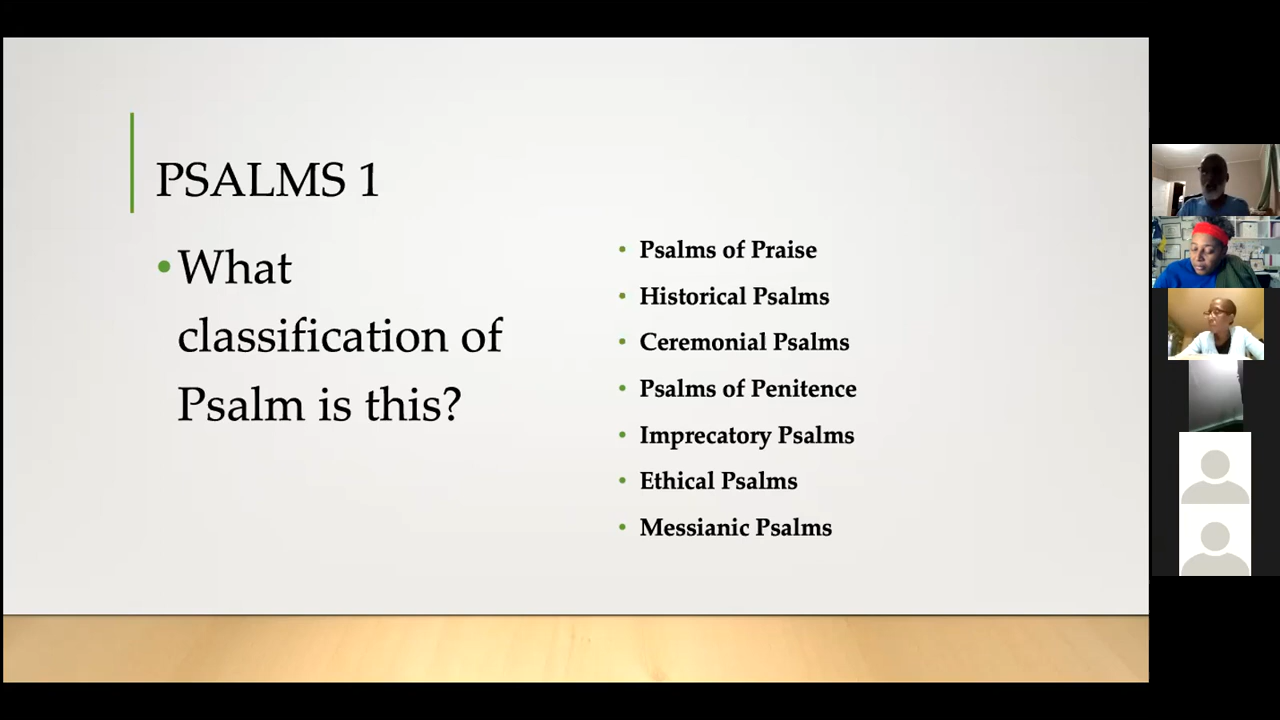 PSALMS 1
•What
classification of
Psalm is this?
• Psalms of Praise
• Historical Psalms
• Ceremonial Psalms
• Psalms of Penitence
• Imprecatory Psalms
• Ethical Psalms
• Messianic Psalms